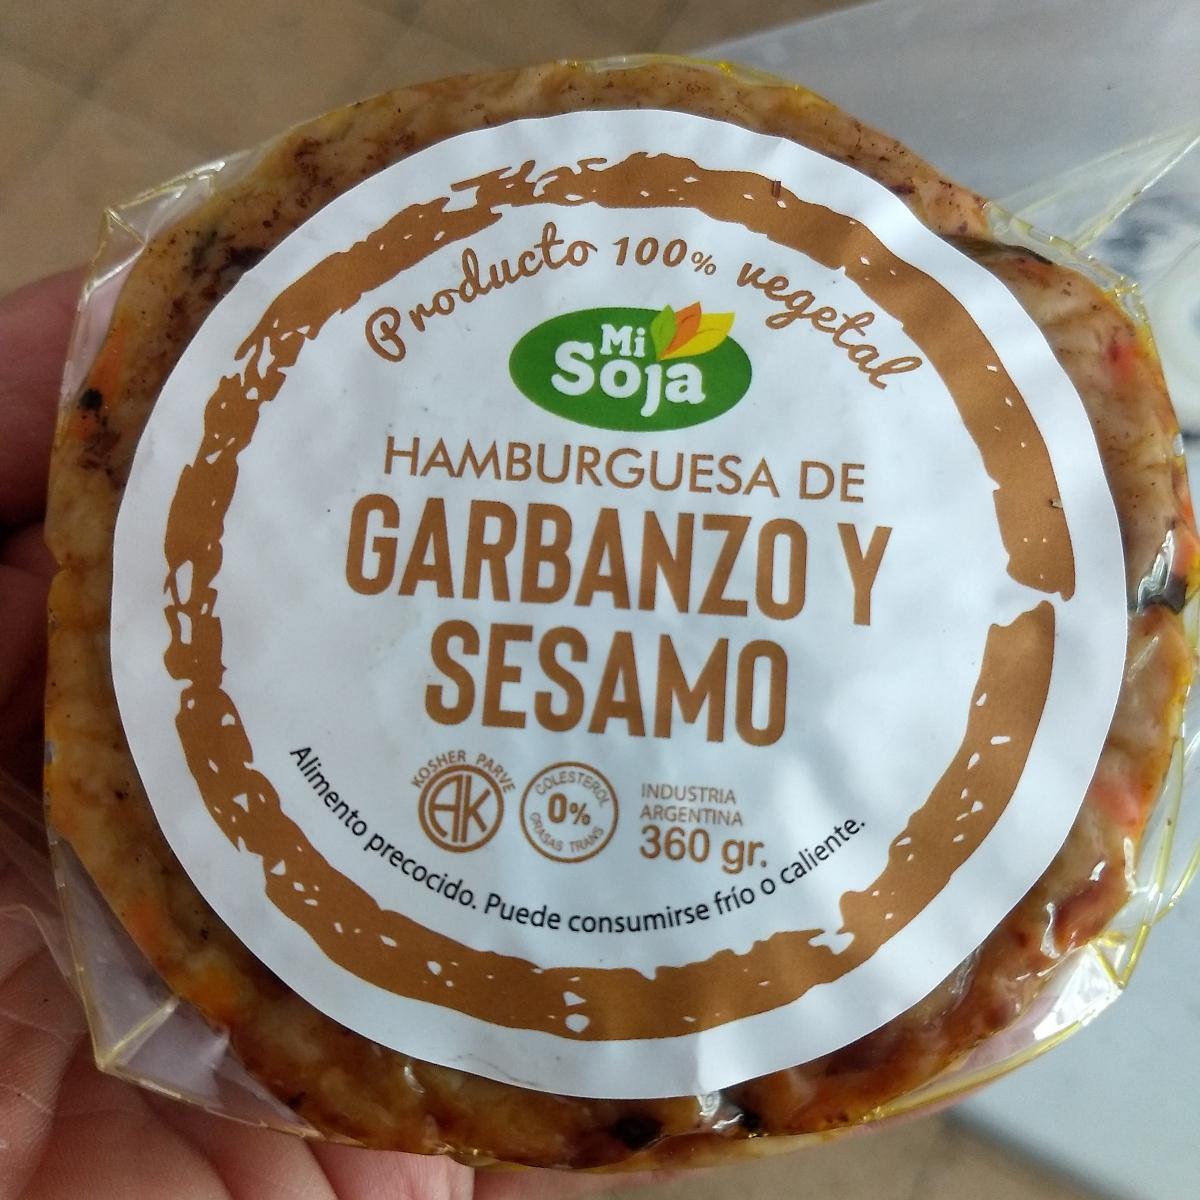 Producto 100% vegetal
Mi
Soja
HAMBURGUESA DE
GARBANZO Y
SESAMO
KOSHER PARVE
AK
COLESTEROL
0%
GRASAS TRANS
INDUSTRIA
ARGENTINA
360 gr.
Alimento precocido. Puede consumirse frío o caliente.